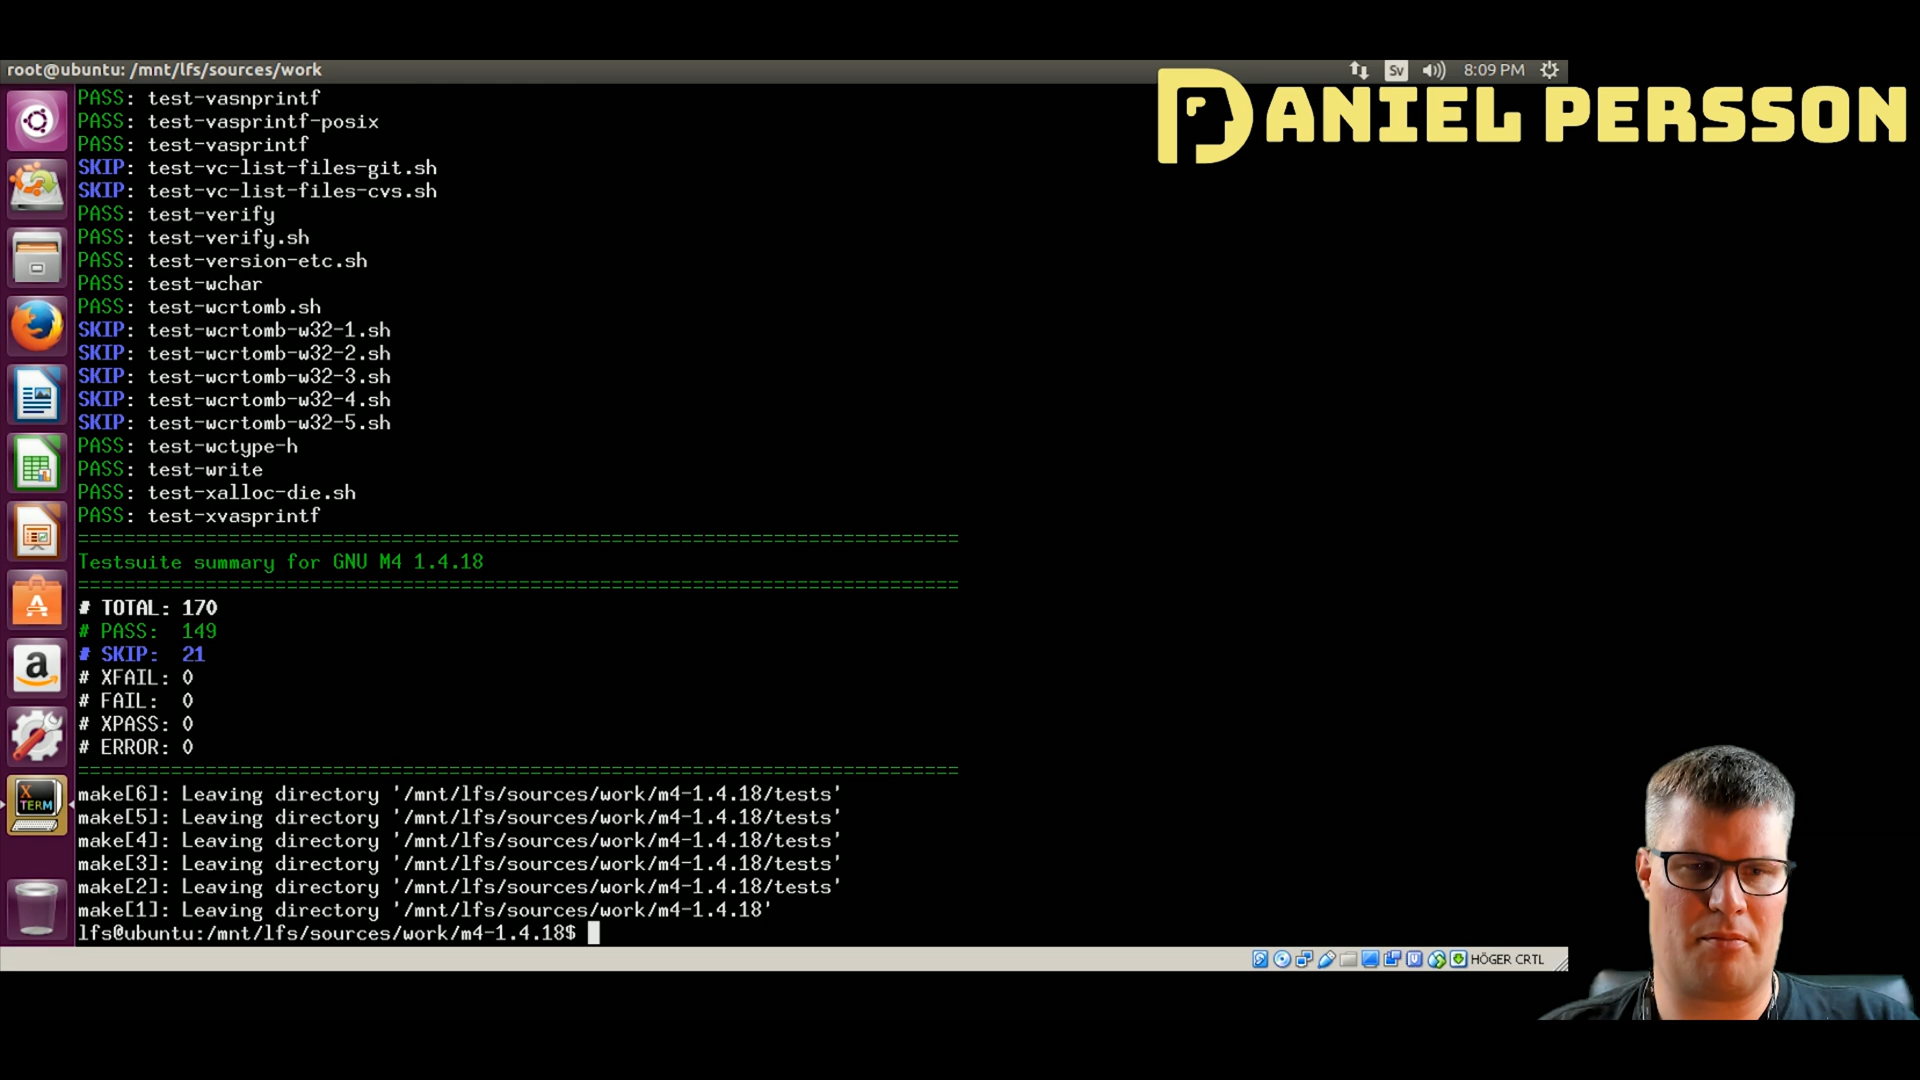 root@ubuntu: /mnt/lfs/sources/work
Sv
8:09 PM
DANIEL PERSSON
PASS: test-vasnprintf
PASS: test-vasprintf-posix
PASS: test-vasprintf
SKIP: test-vc-list-files-git.sh
SKIP: test-vc-list-files-cvs.sh
PASS: test-verify
PASS: test-verify.sh
PASS: test-version-etc.sh
PASS: test-wchar
PASS: test-wcrtomb.sh
SKIP: test-wcrtomb-w32-1.sh
SKIP: test-wcrtomb-w32-2.sh
SKIP: test-wcrtomb-w32-3.sh
SKIP: test-wcrtomb-w32-4.sh
SKIP: test-wcrtomb-w32-5.sh
PASS: test-wctype-h
PASS: test-write
PASS: test-xalloc-die.sh
PASS: test-xvasprintf
============================================================================
Testsuite summary for GNU M4 1.4.18
============================================================================
# TOTAL: 170
# PASS:  149
# SKIP:  21
# XFAIL: 0
# FAIL:  0
# XPASS: 0
# ERROR: 0
============================================================================
make[6]: Leaving directory '/mnt/lfs/sources/work/m4-1.4.18/tests'
make[5]: Leaving directory '/mnt/lfs/sources/work/m4-1.4.18/tests'
make[4]: Leaving directory '/mnt/lfs/sources/work/m4-1.4.18/tests'
make[3]: Leaving directory '/mnt/lfs/sources/work/m4-1.4.18/tests'
make[2]: Leaving directory '/mnt/lfs/sources/work/m4-1.4.18/tests'
make[1]: Leaving directory '/mnt/lfs/sources/work/m4-1.4.18'
lfs@ubuntu:/mnt/lfs/sources/work/m4-1.4.18$
X
TERM
a
HÖGER CRTL